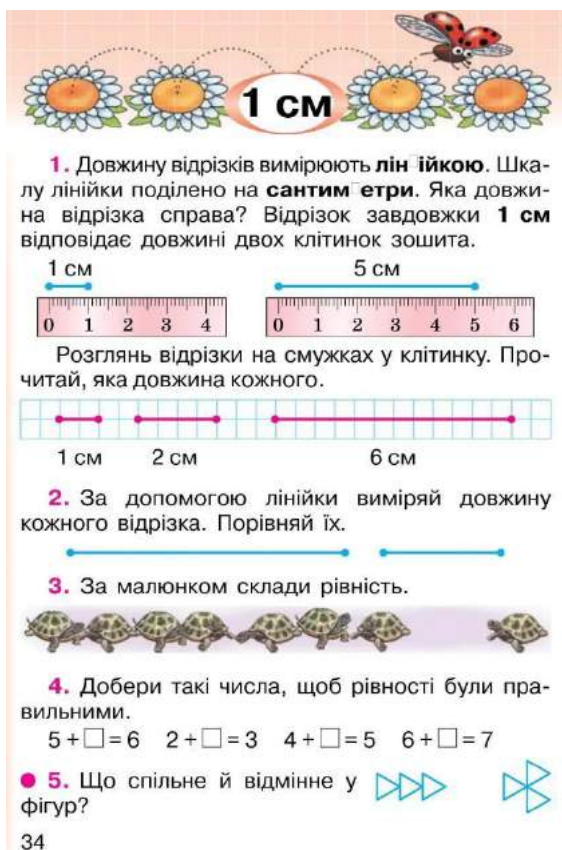 1 см
1. Довжину відрізків вимірюють лінійкою. Шка-
лу лінійки поділено на сантиметри. Яка довжи-
на відрізка справа? Відрізок завдовжки 1 см
відповідає довжині двох клітинок зошита.
1 см 5 см
0 1 2 3 4 0 1 2 3 4 5 6
Розглянь відрізки на смужках у клітинку. Про-
читай, яка довжина кожного.
1 см 2 см 6 см
2. За допомогою лінійки виміряй довжину
кожного відрізка. Порівняй їх.
3. За малюнком склади рівність.
4. Добери такі числа, щоб рівності були пра-
вильними.
5 + □ = 6 2 + □ = 3 4 + □ = 5 6 + □ = 7
5. Що спільне й відмінне у
фігур?
34